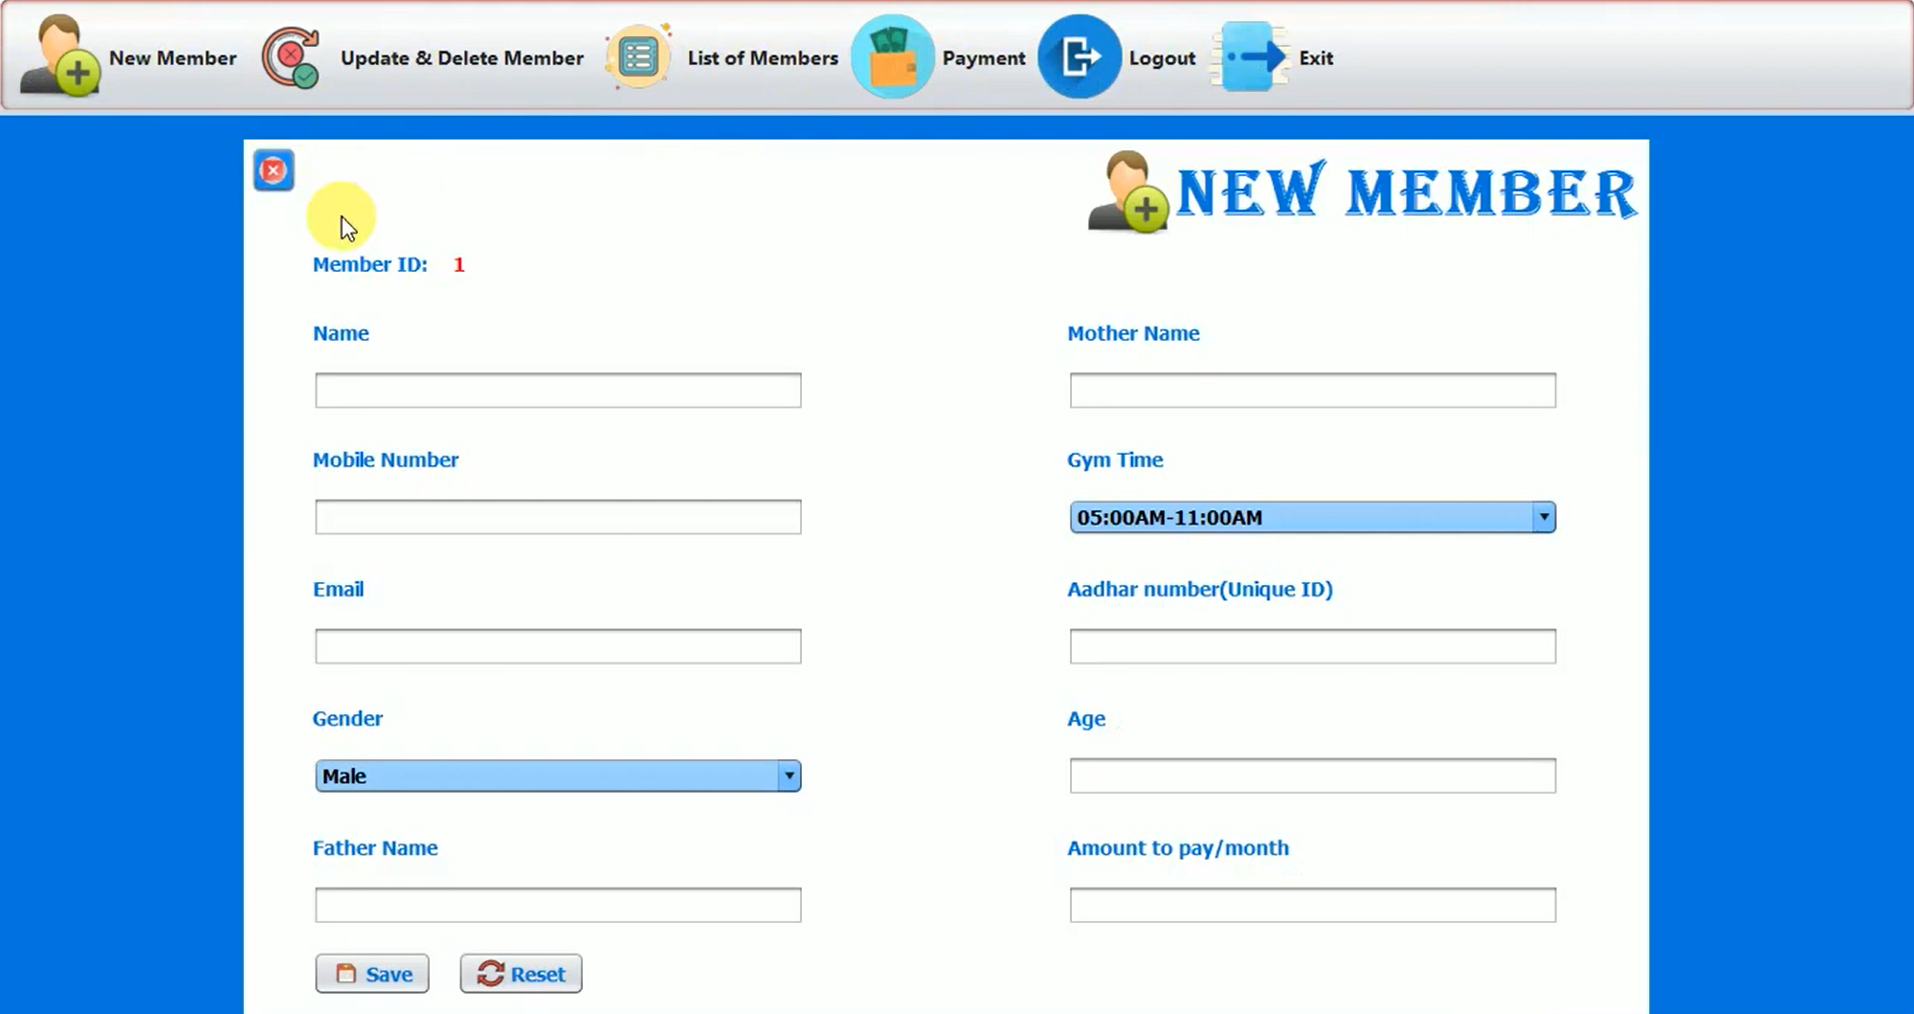 New Member Update & Delete Member List of Members Payment Logout Exit
NEW MEMBER
Member ID: 1
Name
Mother Name
Mobile Number
Gym Time
05:00AM-11:00AM
Email
Aadhar number(Unique ID)
Gender
Age
Male
Father Name
Amount to pay/month
Save Reset